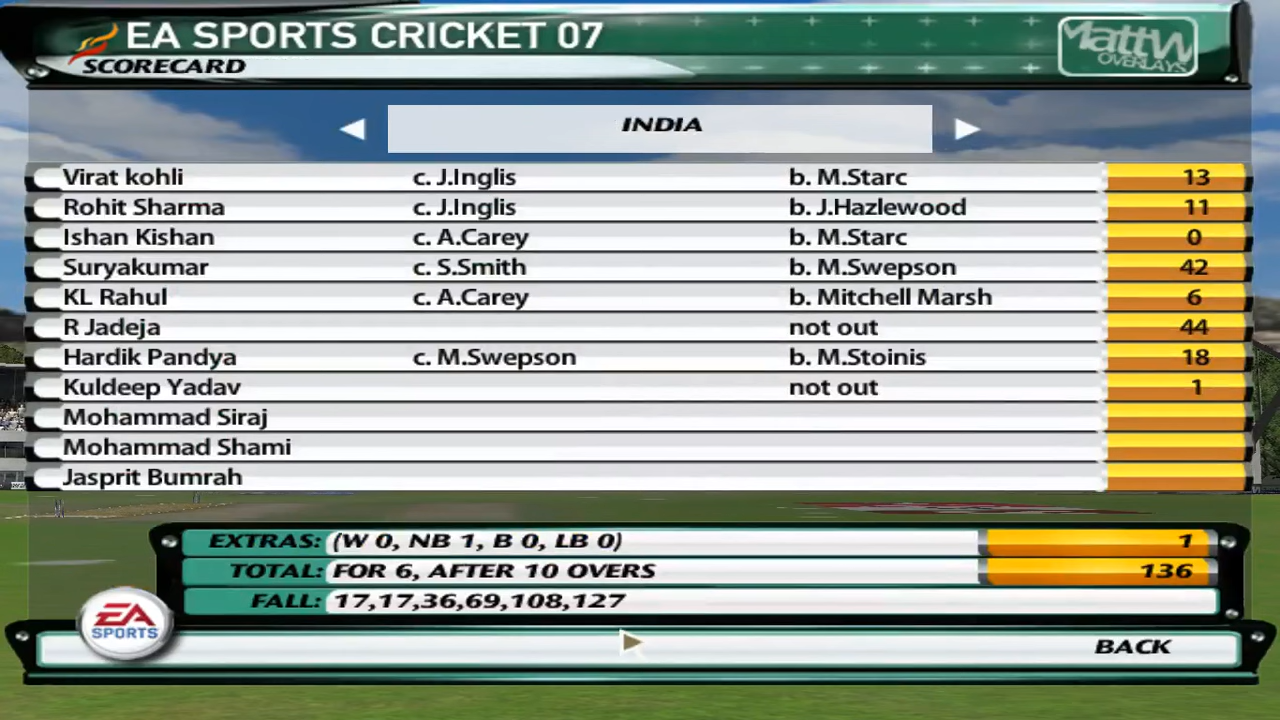 EA SPORTS CRICKET 07
MattW
OVERLAYS
SCORECARD
INDIA
Virat kohli c. J.Inglis b. M.Starc 13
Rohit Sharma c. J.Inglis b. J.Hazlewood 11
Ishan Kishan c. A.Carey b. M.Starc 0
Suryakumar c. S.Smith b. M.Swepson 42
KL Rahul c. A.Carey b. Mitchell Marsh 6
R Jadeja not out 44
Hardik Pandya c. M.Swepson b. M.Stoinis 18
Kuldeep Yadav not out 1
Mohammad Siraj
Mohammad Shami
Jasprit Bumrah
EXTRAS: (W 0, NB 1, B 0, LB 0) 1
TOTAL: FOR 6, AFTER 10 OVERS 136
FALL: 17,17,36,69,108,127
EA
SPORTS
BACK